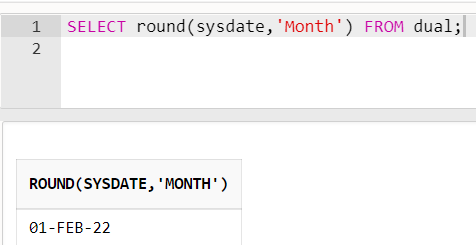 1 SELECT round(sysdate,'Month') FROM dual;
2
ROUND(SYSDATE,'MONTH')
01-FEB-22